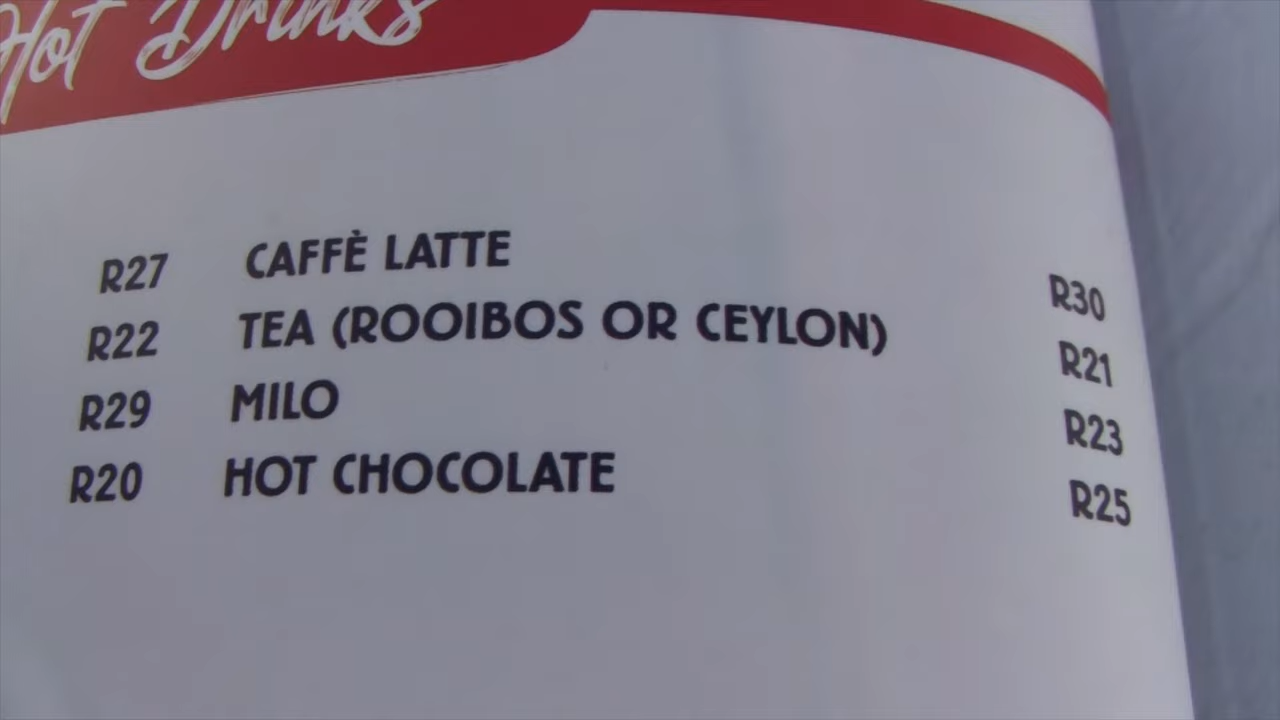 Hot Drinks
R27 CAFFÈ LATTE R30
R22 TEA (ROOIBOS OR CEYLON) R21
R29 MILO R23
R20 HOT CHOCOLATE R25